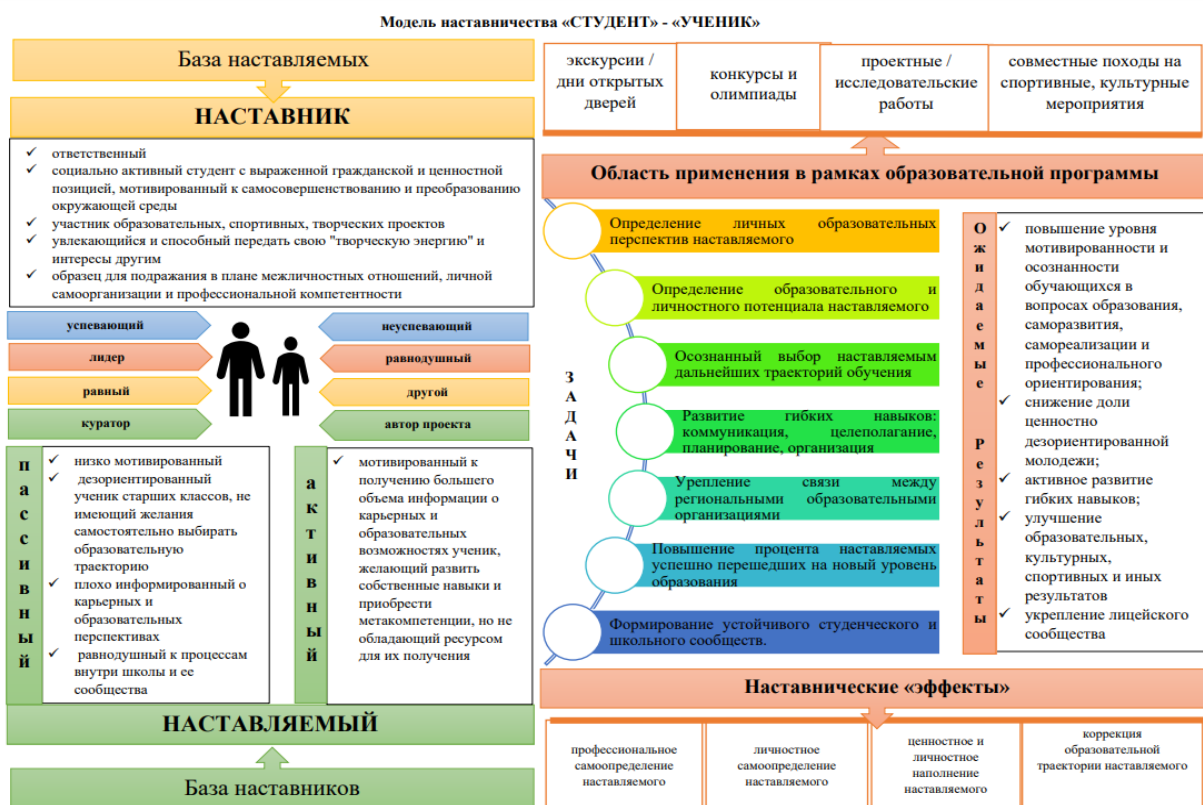 Модель наставничества «СТУДЕНТ» - «УЧЕНИК»
База наставляемых
НАСТАВНИК
ответственный
социально активный студент с выраженной гражданской и ценностной
позицией, мотивированный к самосовершенствованию и преобразованию
окружающей среды
участник образовательных, спортивных, творческих проектов
увлекающийся и способный передать свою "творческую энергию" и
интересы другим
образец для подражания в плане межличностных отношений, личной
самоорганизации и профессиональной компетентности
успевающий
неуспевающий
лидер
равнодушный
равный
другой
куратор
автор проекта
пассивный
низко мотивированный
дезориентированный
ученик старших классов, не
имеющий желания
самостоятельно выбирать
образовательную
траекторию
плохо информированный о
карьерных и
образовательных
перспективах
равнодушный к процессам
внутри школы и ее
сообщества
активный
мотивированный к
получению большего
объема информации о
карьерных и
образовательных
возможностях ученик,
желающий развить
собственные навыки и
приобрести
метакомпетенции, но не
обладающий ресурсом
для их получения
НАСТАВЛЯЕМЫЙ
База наставников
экскурсии /
дни открытых
дверей
конкурсы и
олимпиады
проектные /
исследовательские
работы
совместные походы на
спортивные, культурные
мероприятия
Область применения в рамках образовательной программы
ЗАДАЧИ
Определение личных образовательных
перспектив наставляемого
Определение образовательного и
личностного потенциала наставляемого
Осознанный выбор наставляемым
дальнейших траекторий обучения
Развитие гибких навыков:
коммуникация, целеполагание,
планирование, организация
Урепление связи между
региональными образовательными
организациями
Повышение процента наставляемых
успешно перешедших на новый уровень
образования
Формирование устойчивого студенческого и
школьного сообществ.
Ожидаемые Результаты
повышение уровня
мотивированности и
осознанности
обучающихся в
вопросах образования,
саморазвития,
самореализации и
профессионального
ориентирования;
снижение доли
ценностно
дезориентированной
молодежи;
активное развитие
гибких навыков;
улучшение
образовательных,
культурных,
спортивных и иных
результатов
укрепление лицейского
сообщества
Наставнические «эффекты»
профессиональное
самоопределение
наставляемого
личностное
самоопределение
наставляемого
ценностное и
личностное
наполнение
наставляемого
коррекция
образовательной
траектории наставляемого